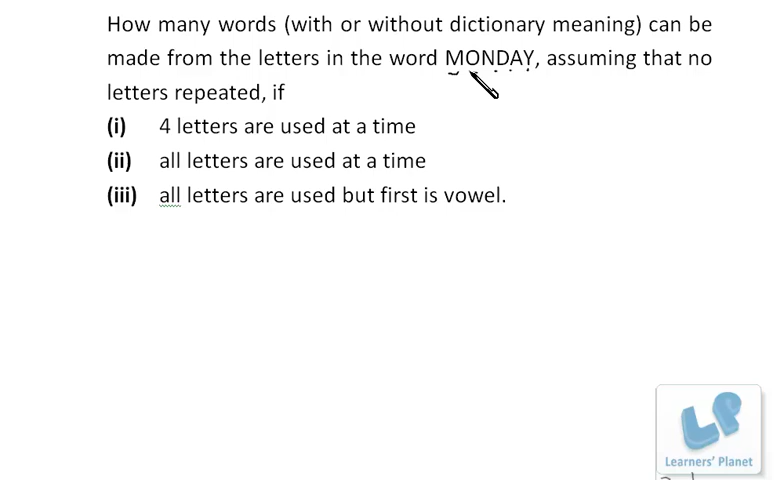 How many words (with or without dictionary meaning) can be
made from the letters in the word MONDAY, assuming that no
letters repeated, if
(i) 4 letters are used at a time
(ii) all letters are used at a time
(iii) all letters are used but first is vowel.
LP
Learners' Planet